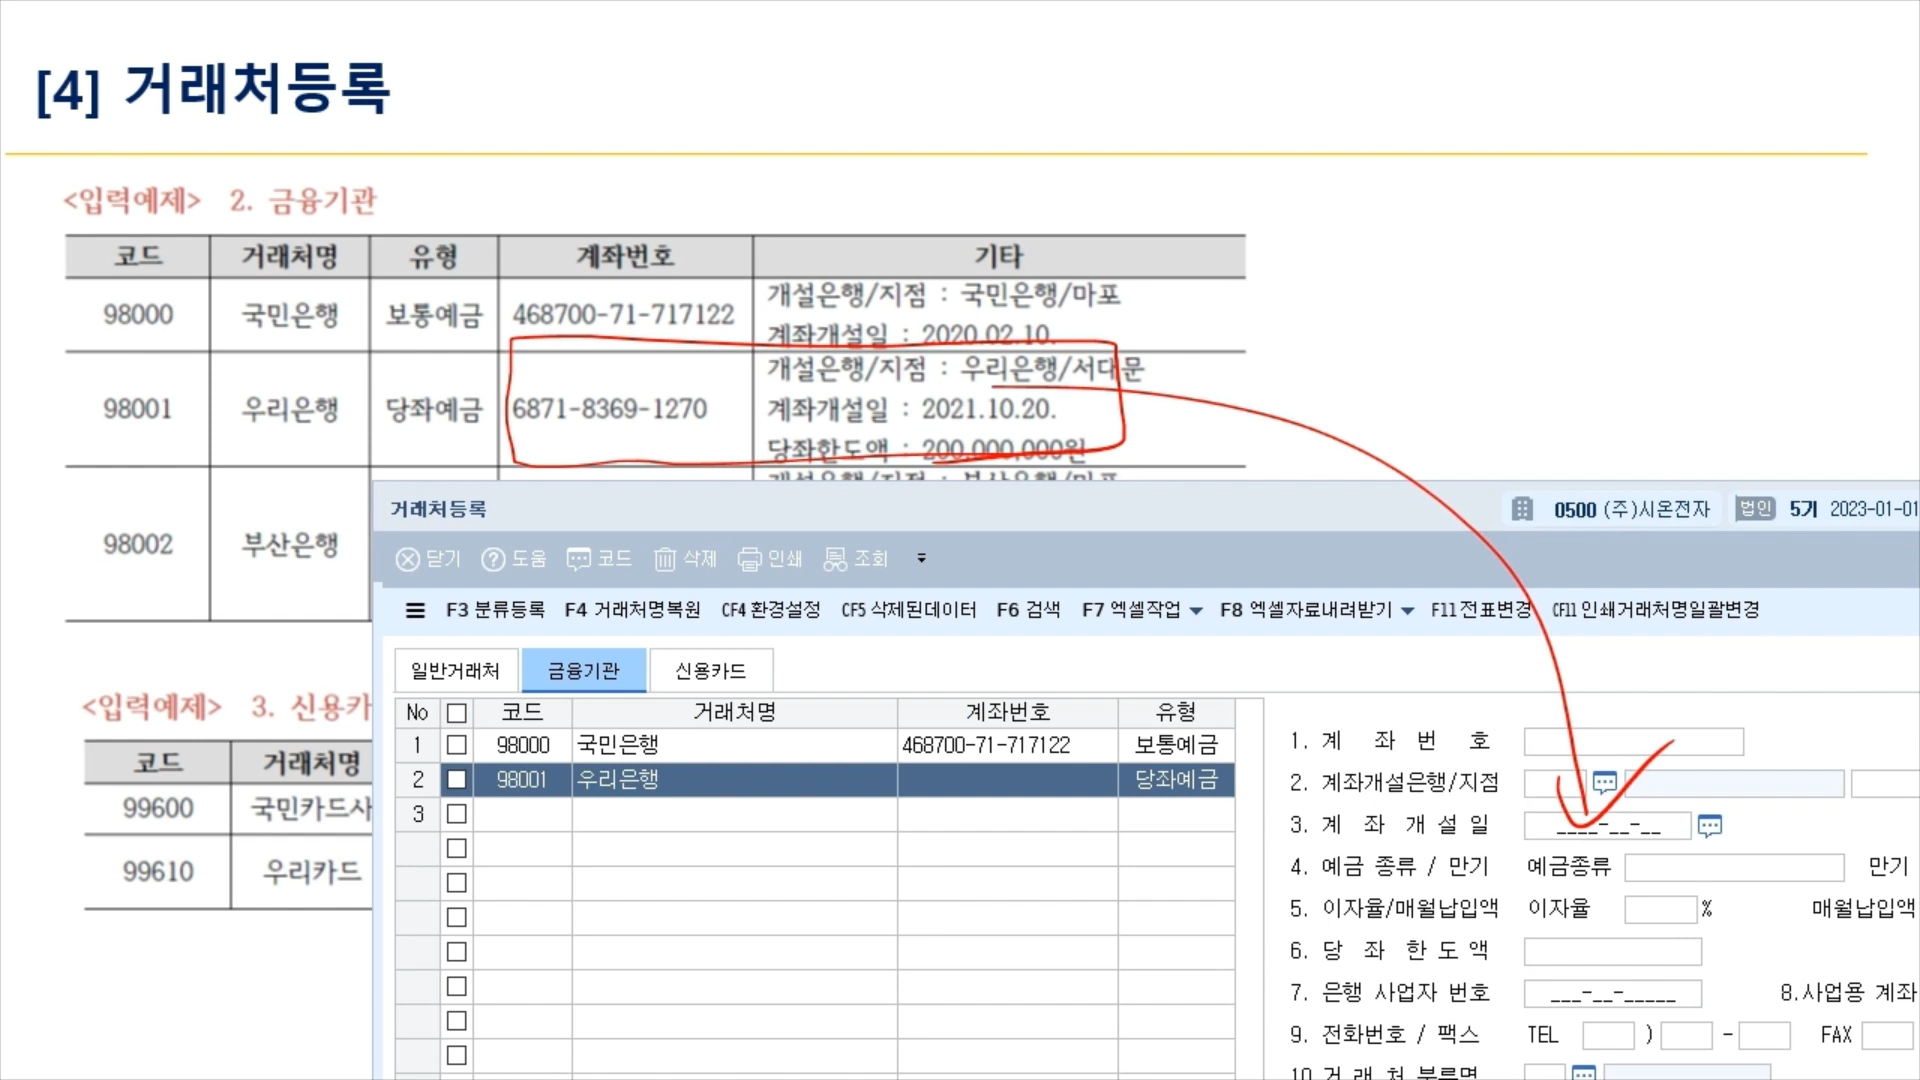 [4] 거래처등록
<입력예제> 2. 금융기관
코드 거래처명 유형 계좌번호 기타
98000 국민은행 보통예금 468700-71-717122 개설은행/지점 : 국민은행/마포
계좌개설일 : 2020.02.10.
98001 우리은행 당좌예금 6871-8369-1270 개설은행/지점 : 우리은행/서대문
계좌개설일 : 2021.10.20.
당좌한도액 : 200,000,000원
98002 부산은행
<입력예제> 3. 신용카
코드 거래처명
99600 국민카드사
99610 우리카드
거래처등록 0500 (주)시온전자 법인 5기 2023-01-01
닫기 도움 코드 삭제 인쇄 조회
F3 분류등록 F4 거래처명복원 CF4 환경설정 CF5 삭제된데이터 F6 검색 F7 엑셀작업 F8 엑셀자료내려받기 F11 전표변경 CF11 인쇄거래처명일괄변경
일반거래처 금융기관 신용카드
No 코드 거래처명 계좌번호 유형
1 98000 국민은행 468700-71-717122 보통예금
2 98001 우리은행 당좌예금
3
1. 계 좌 번 호
2. 계좌개설은행/지점
3. 계 좌 개 설 일 ____-__-__
4. 예금 종류 / 만기 예금종류 만기
5. 이자율/매월납입액 이자율 % 매월납입액
6. 당 좌 한 도 액
7. 은행 사업자 번호 ___-__-_____ 8.사업용 계좌
9. 전화번호 / 팩스 TEL ) - FAX
10.거 래 처 분류명